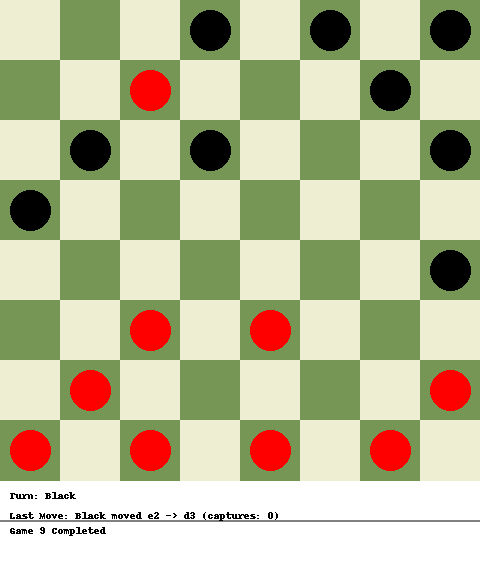 Turn: Black
Last Move: Black moved e2 -> d3 (captures: 0)
Game 9 Completed